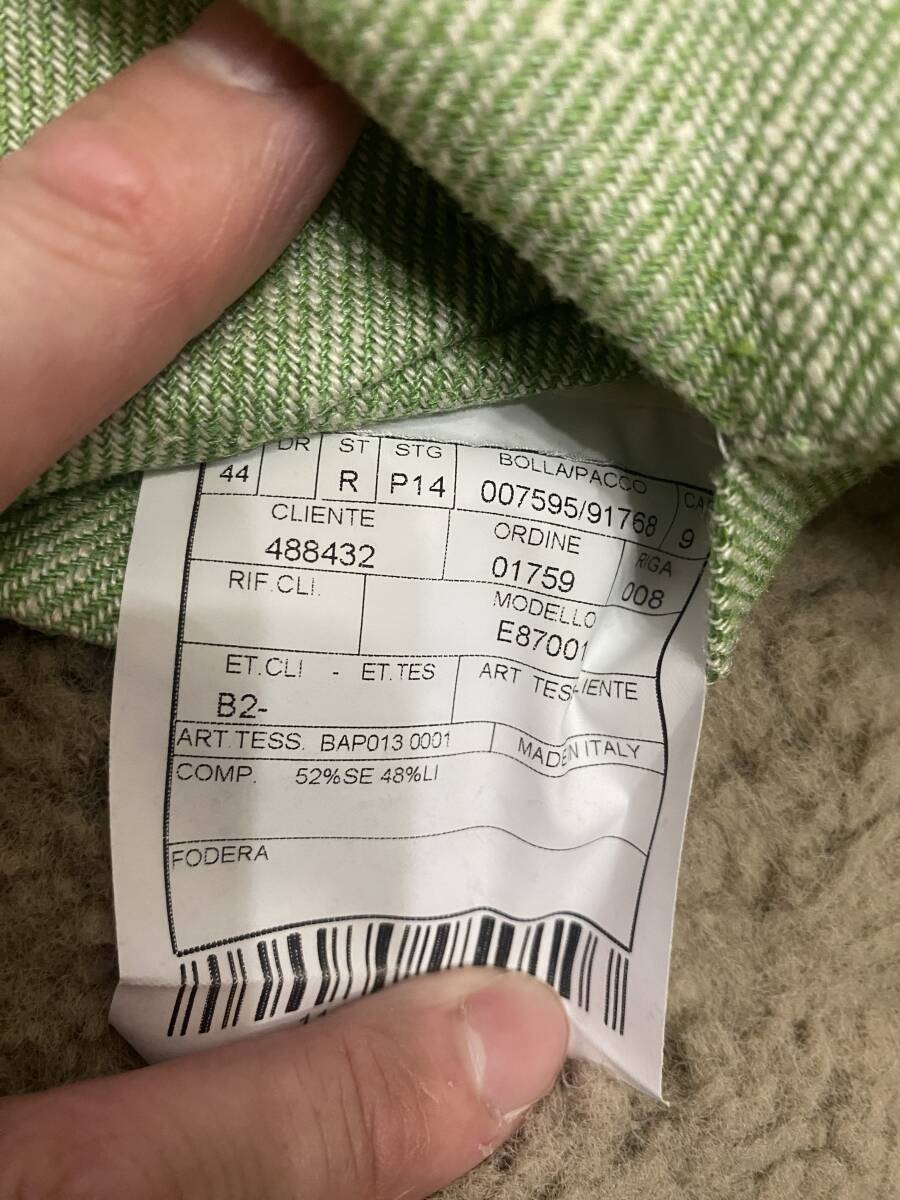 DR ST STG BOLLA/PACCO
44 R P14 007595/91768 9
CLIENTE ORDINE RIGA
488432 01759 008
RIF.CLI. MODELLO
E87001
ET.CLI - ET.TES ART TES
B2-
ART.TESS. BAP013 0001 MADE IN ITALY
COMP. 52%SE 48%LI
FODERA